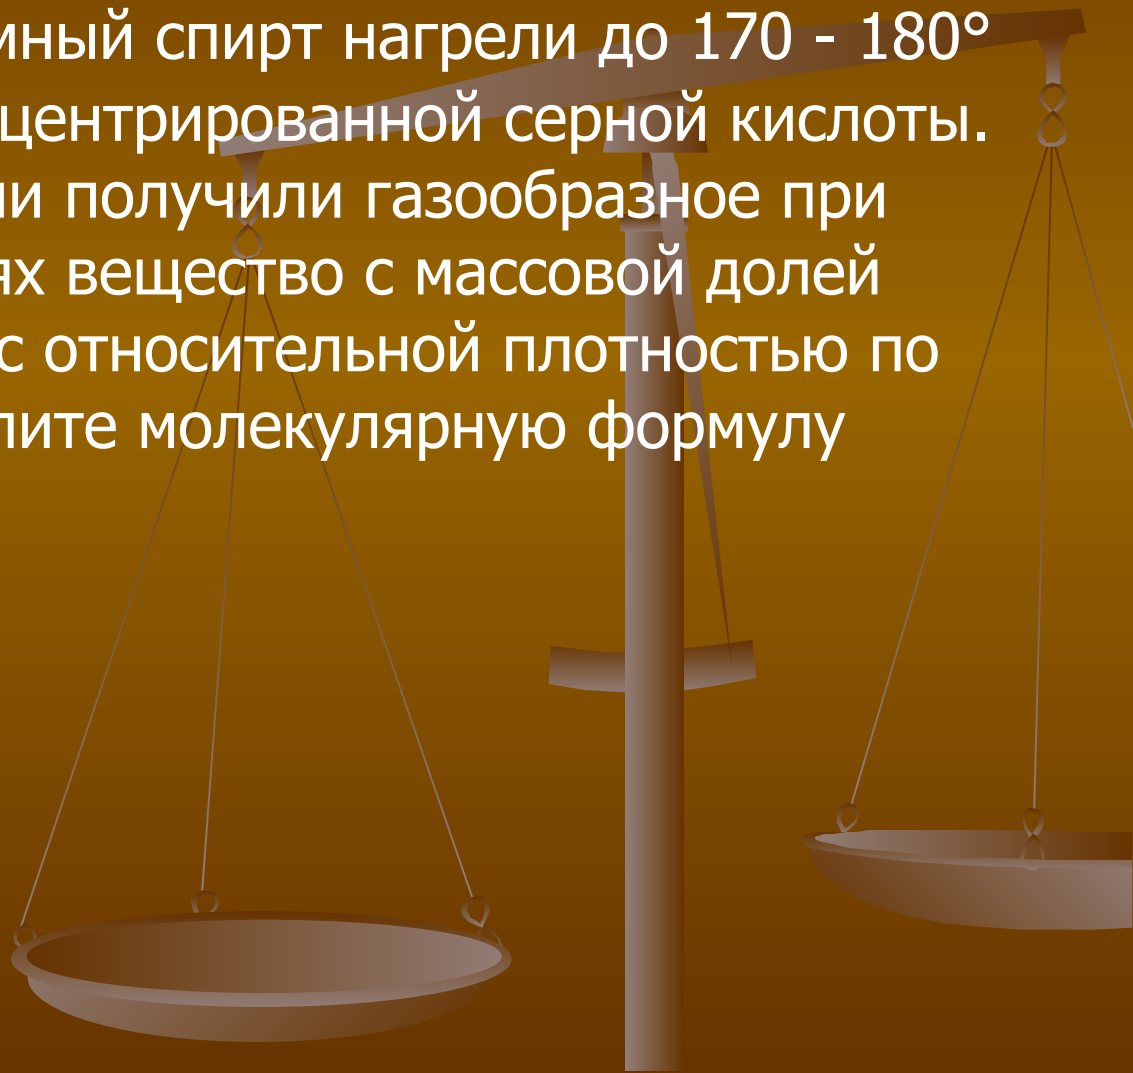 мный спирт нагрели до 170 - 180°
центрированной серной кислоты.
ии получили газообразное при
ях вещество с массовой долей
с относительной плотностью по
лите молекулярную формулу